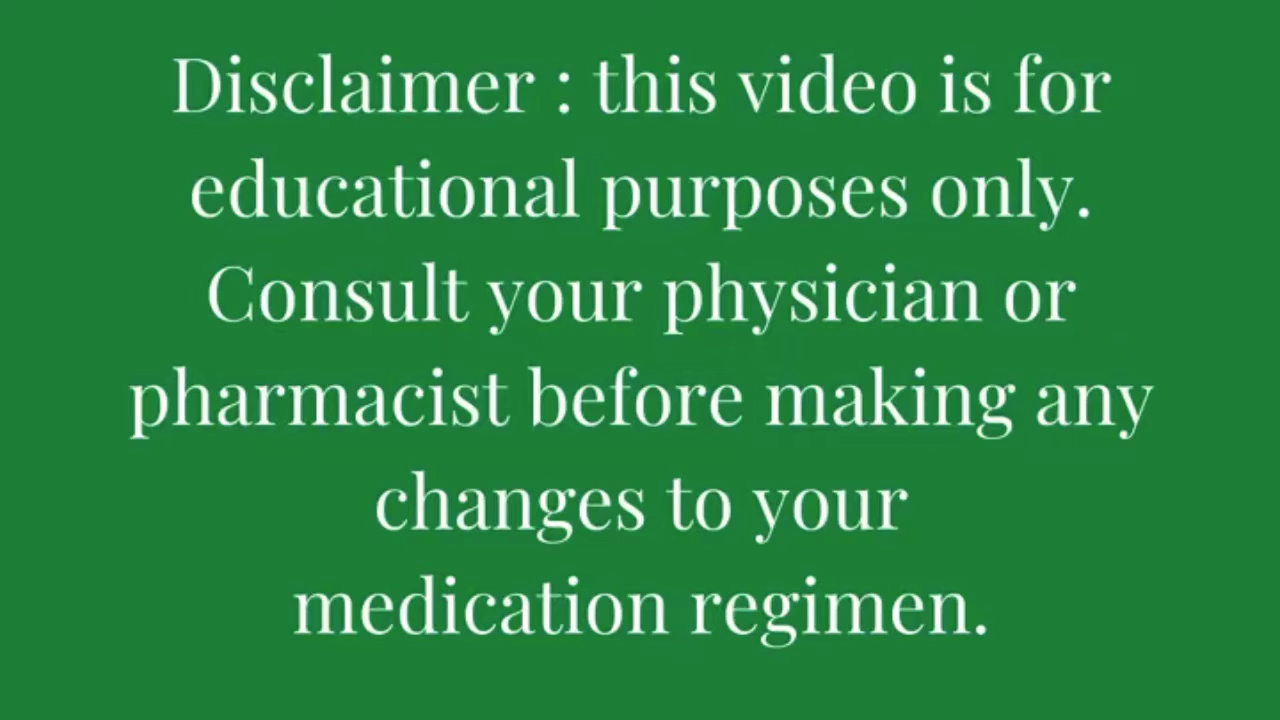 Disclaimer : this video is for
educational purposes only.
Consult your physician or
pharmacist before making any
changes to your
medication regimen.